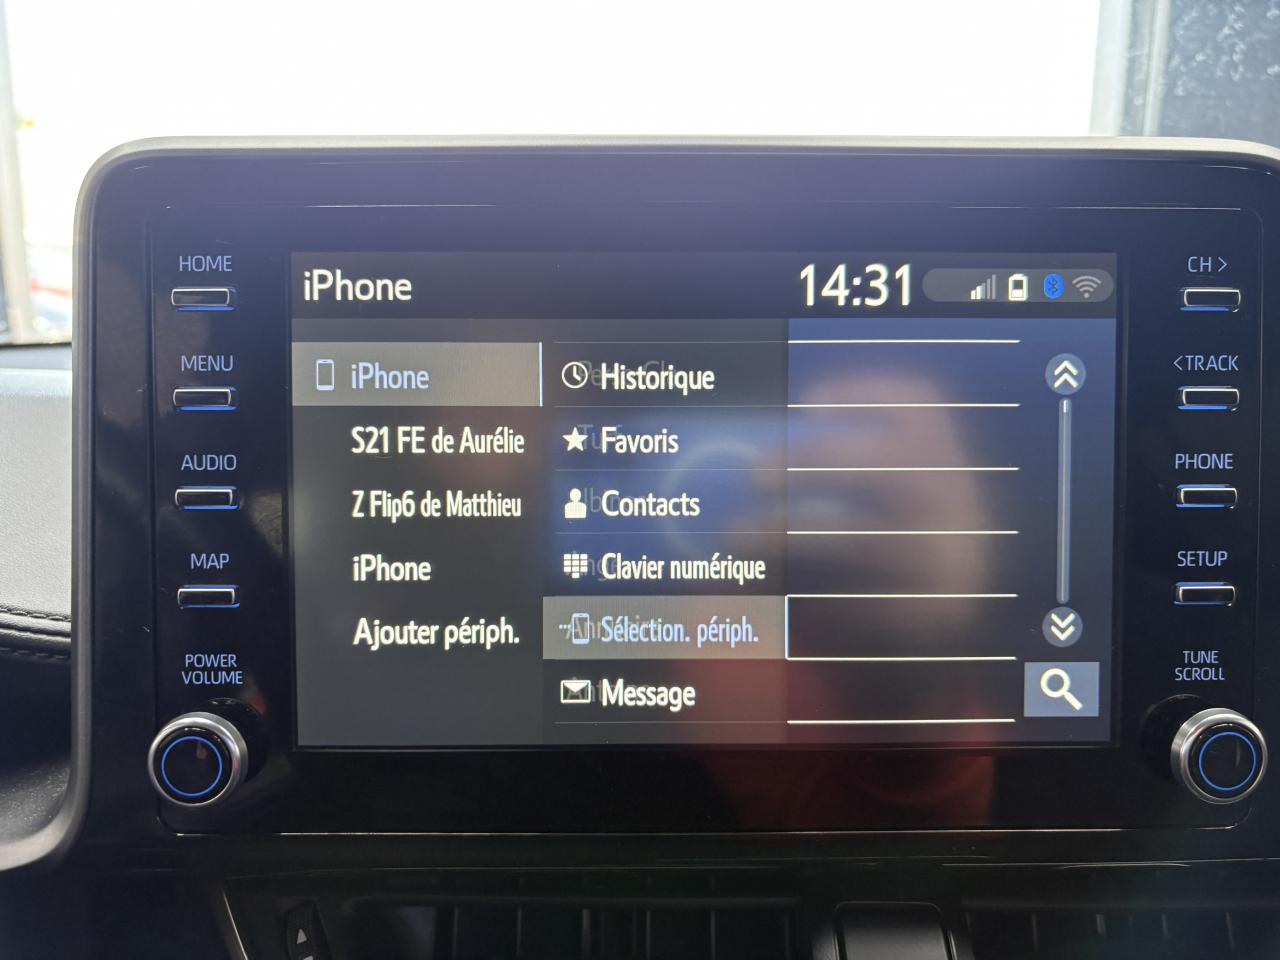 HOME
MENU
AUDIO
MAP
POWER
VOLUME
iPhone
14:31
iPhone
S21 FE de Aurélie
Z Flip6 de Matthieu
iPhone
Ajouter périph.
Historique
Favoris
Contacts
Clavier numérique
Sélection. périph.
Message
CH >
< TRACK
PHONE
SETUP
TUNE
SCROLL